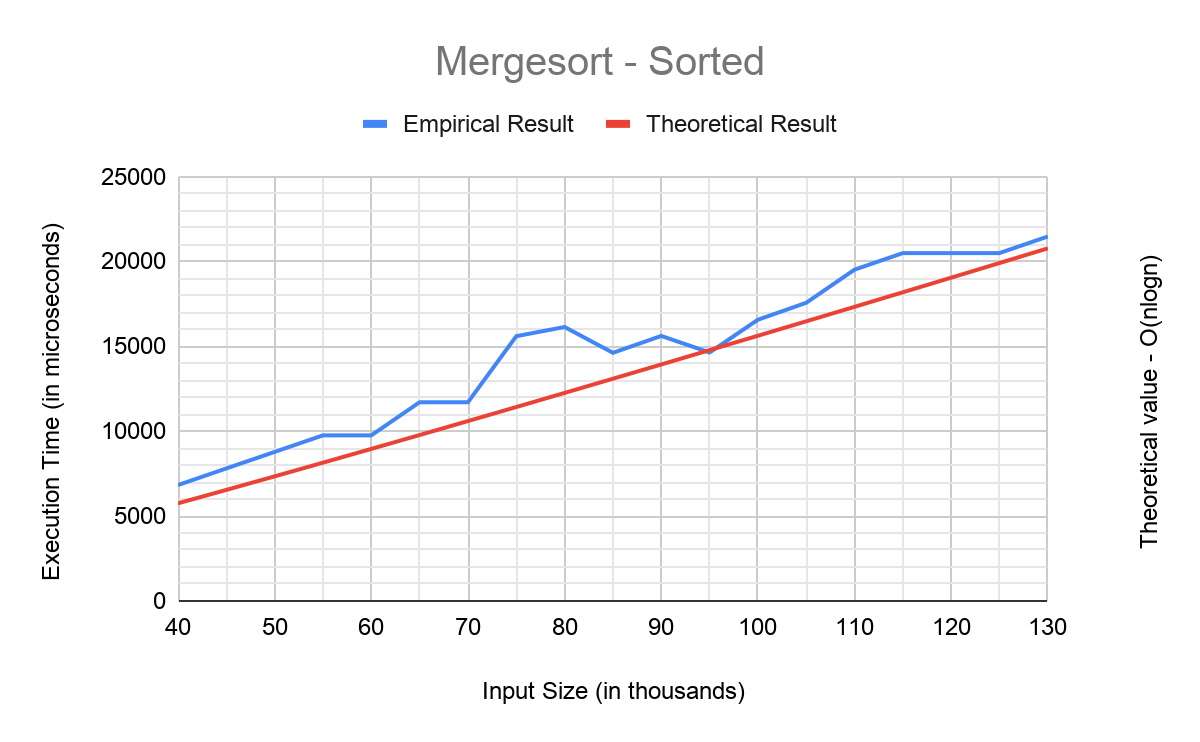 Mergesort - Sorted
Empirical Result
Theoretical Result
25000
20000
15000
10000
5000
0
Execution Time (in microseconds)
40
50
60
70
80
90
100
110
120
130
Input Size (in thousands)
Theoretical value - O(nlogn)